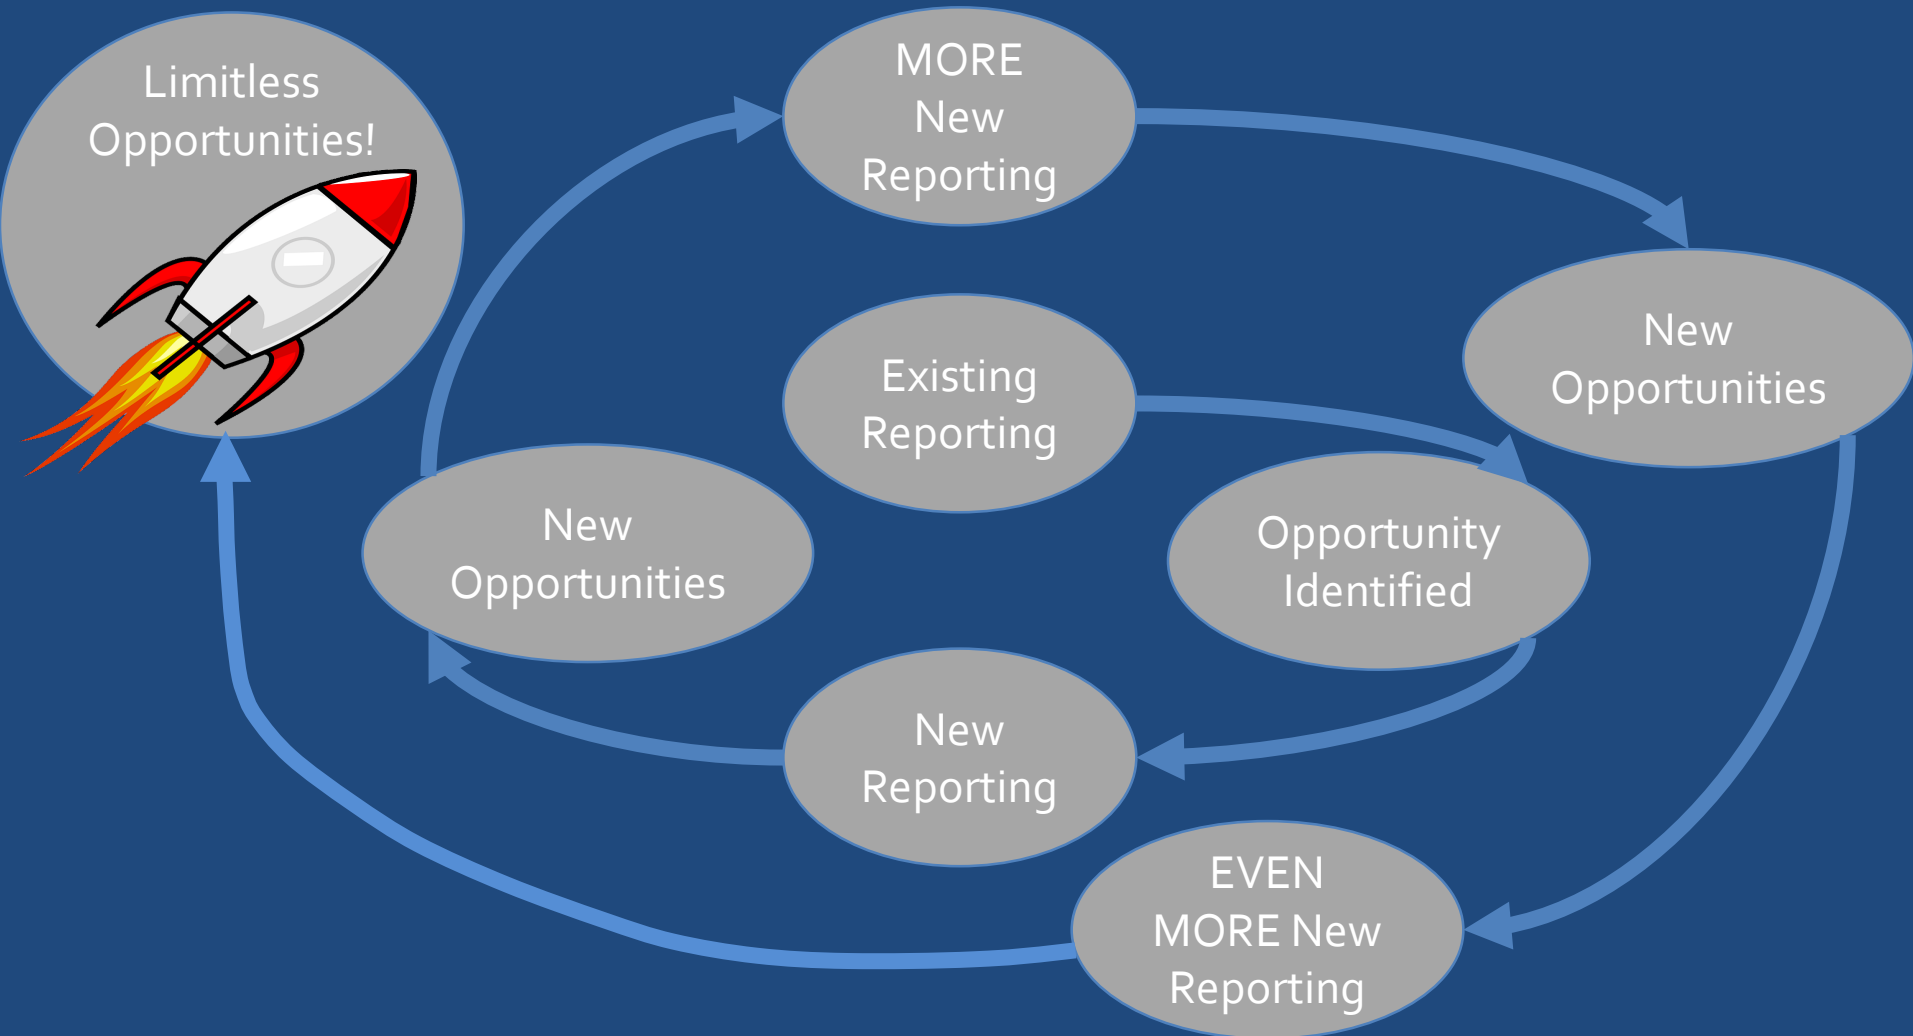 Limitless
Opportunities!
MORE
New
Reporting
New
Opportunities
Existing
Reporting
Opportunity
Identified
New
Opportunities
New
Reporting
EVEN
MORE New
Reporting